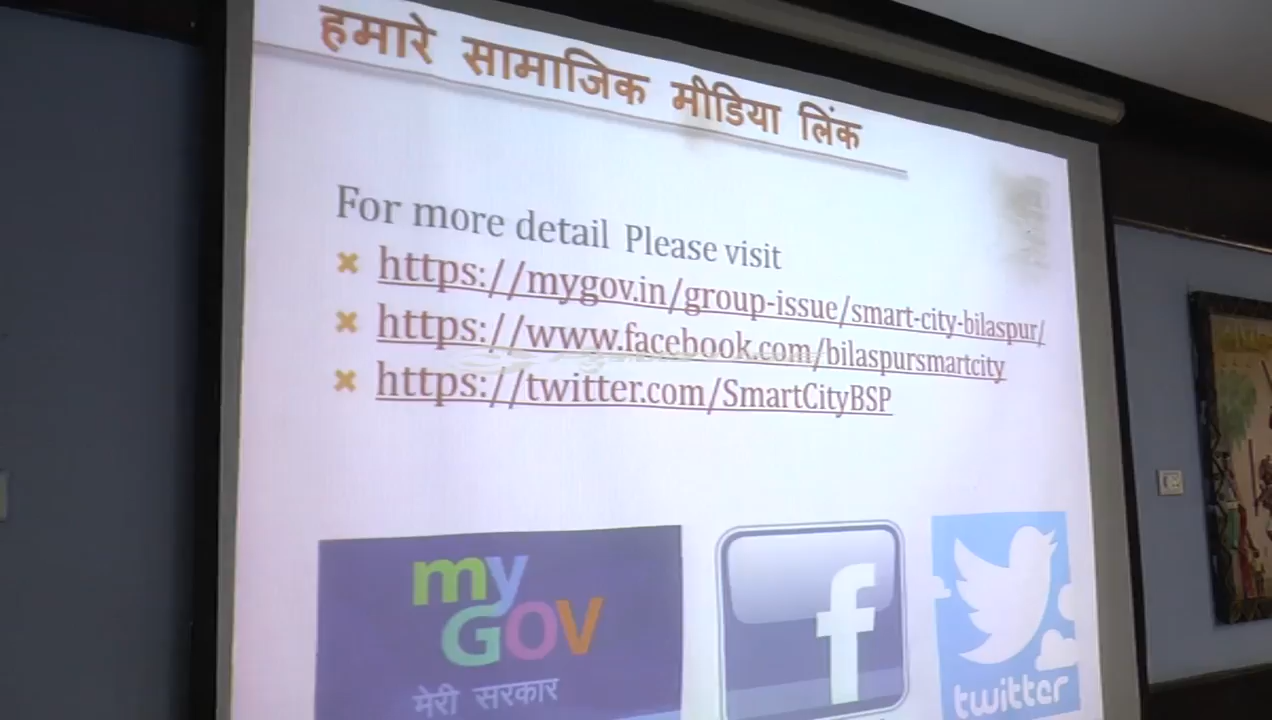 हमारे सामाजिक मीडिया लिंक
For more detail Please visit
https://mygov.in/group-issue/smart-city-bilaspur/
https://www.facebook.com/bilaspursmartcity
https://twitter.com/SmartCityBSP
my
GOV
मेरी सरकार
f
twitter